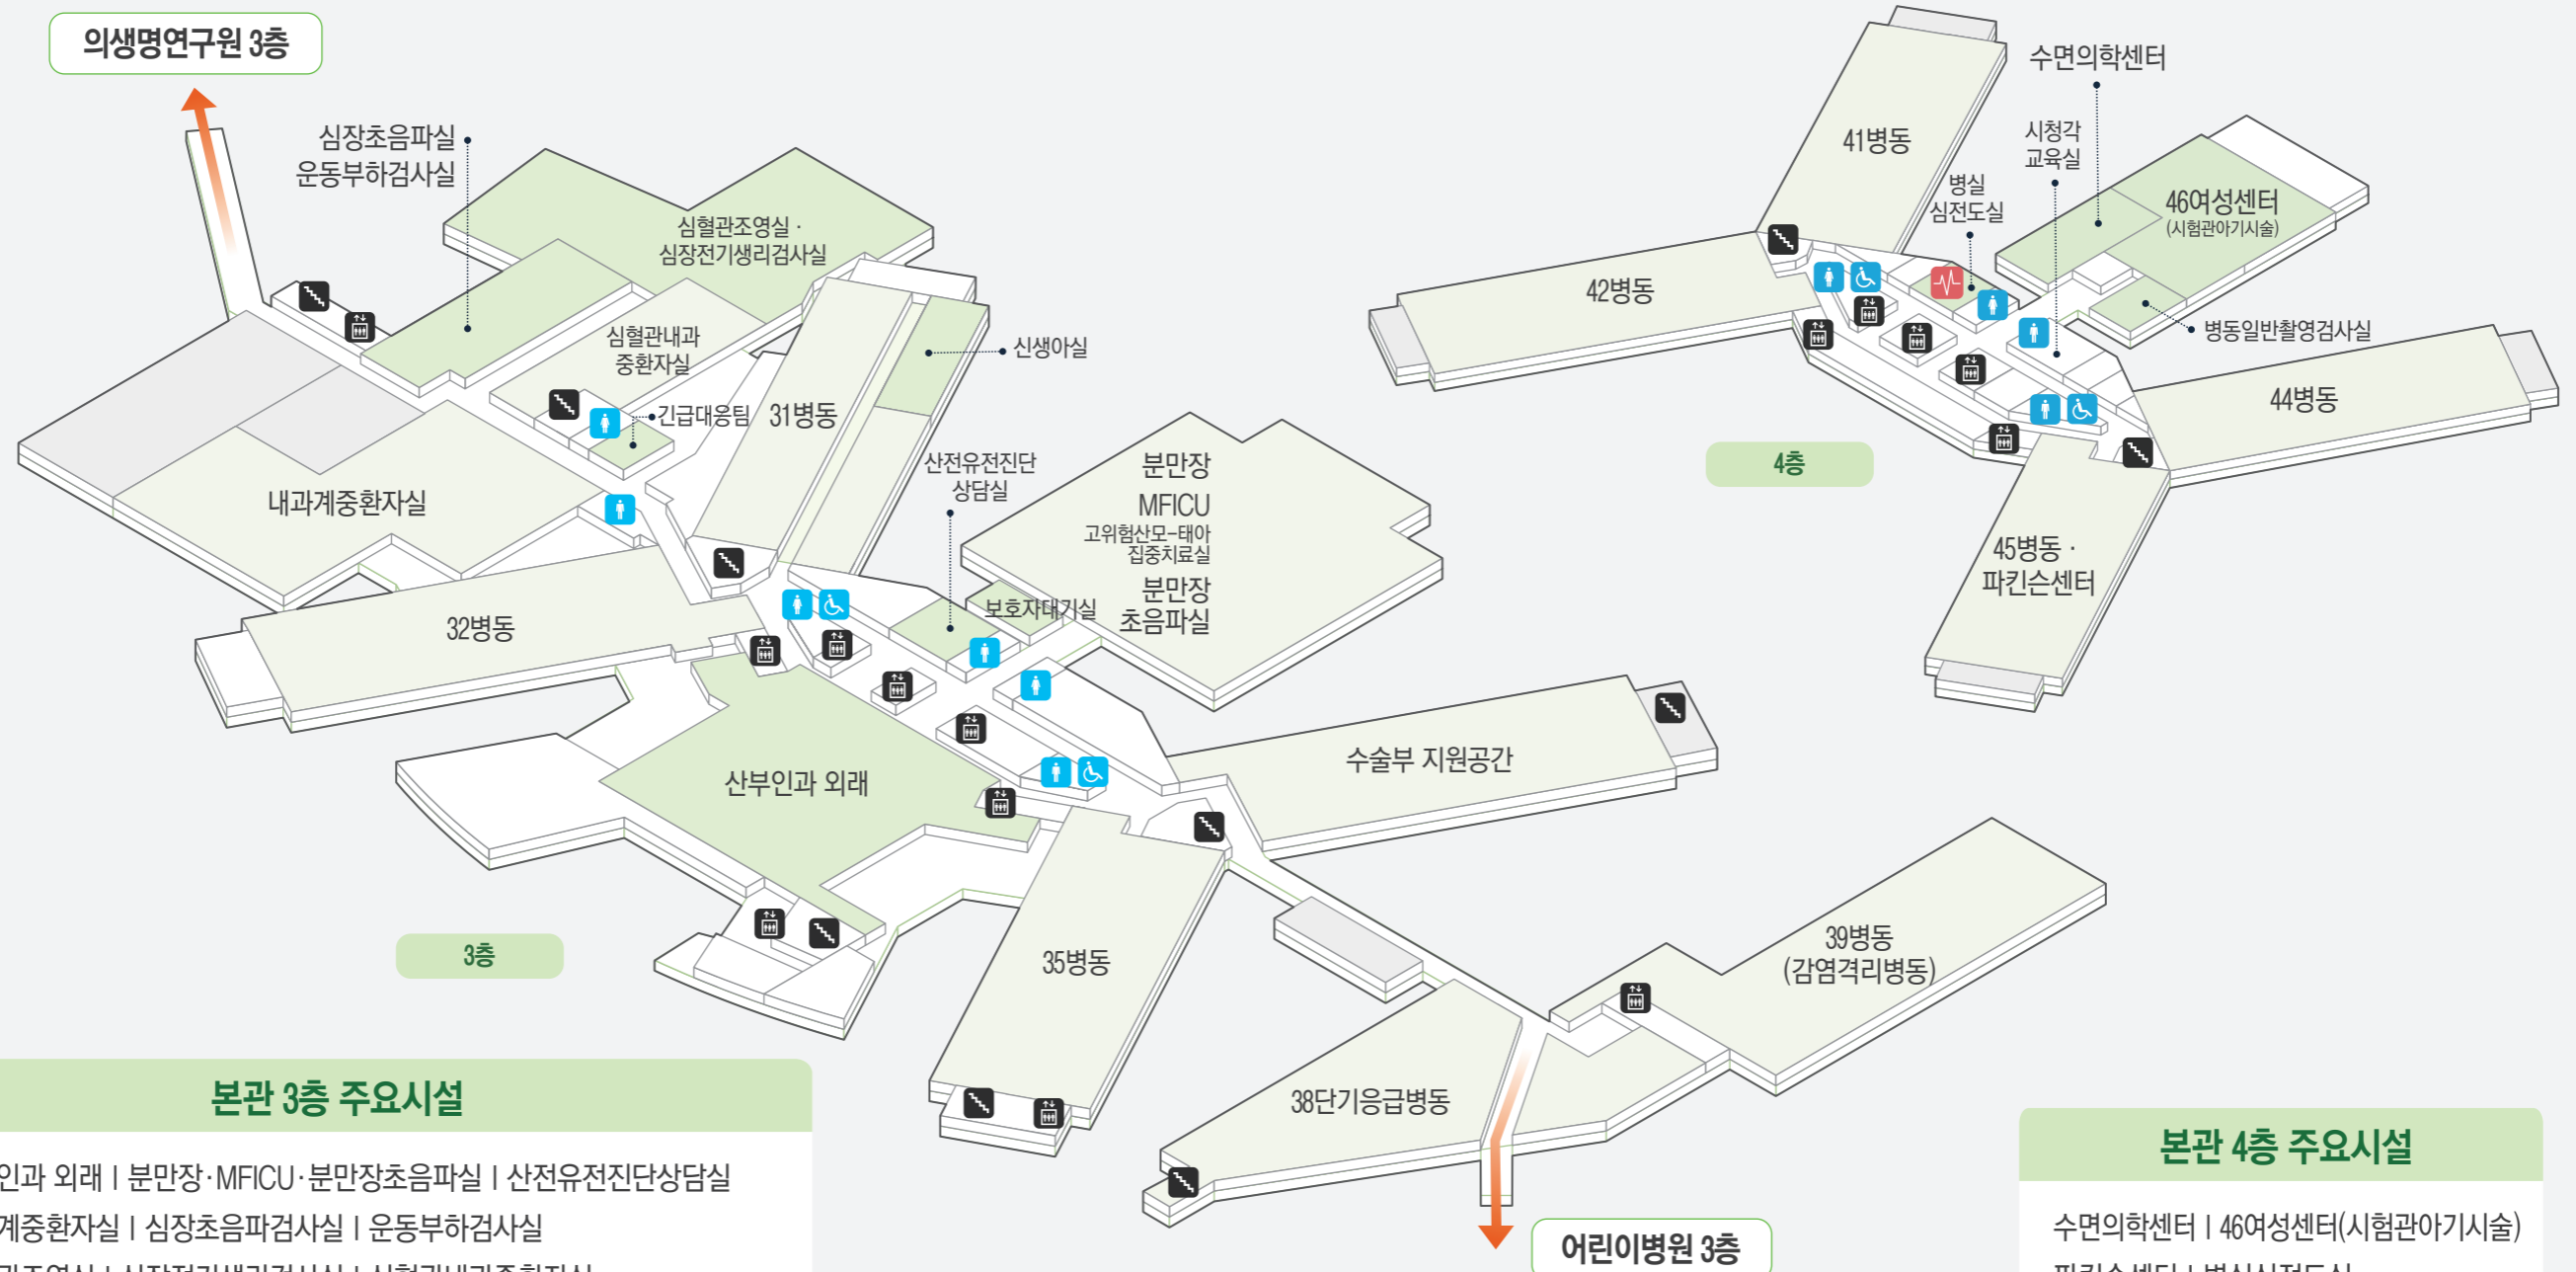 의생명연구원 3층
심장초음파실
운동부하검사실
심혈관조영실 ·
심장전기생리검사실
심혈관내과
중환자실
긴급대응팀
31병동
신생아실
내과계중환자실
산전유전진단
상담실
분만장
MFICU
고위험산모-태아
집중치료실
분만장
초음파실
보호자대기실
32병동
산부인과 외래
수술부 지원공간
3층
35병동
39병동
(감염격리병동)
38단기응급병동
어린이병원 3층
41병동
수면의학센터
시청각
교육실
병실
심전도실
46여성센터
(시험관아기시술)
42병동
병동일반촬영검사실
44병동
4층
45병동 ·
파킨슨센터
본관 3층 주요시설
인과 외래 | 분만장·MFICU·분만장초음파실 | 산전유전진단상담실
계중환자실 | 심장초음파검사실 | 운동부하검사실
본관 4층 주요시설
수면의학센터 | 46여성센터(시험관아기시술)
파킨슨센터 | 병실심전도실